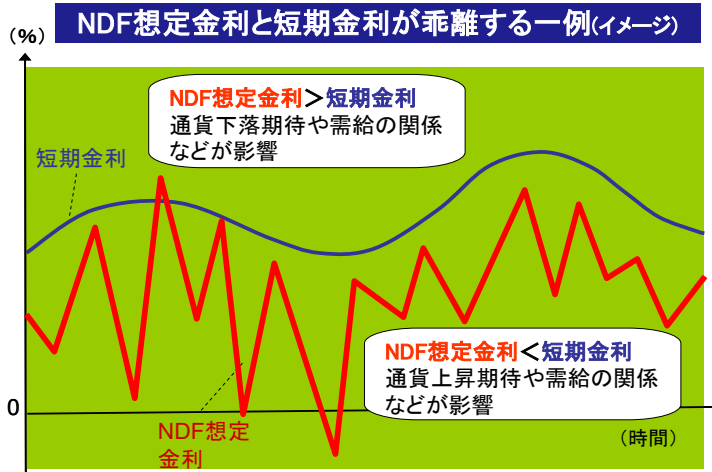 NDF想定金利と短期金利が乖離する一例(イメージ)
(%)
NDF想定金利>短期金利
通貨下落期待や需給の関係
などが影響
短期金利
NDF想定金利<短期金利
通貨上昇期待や需給の関係
などが影響
0
NDF想定
金利
(時間)